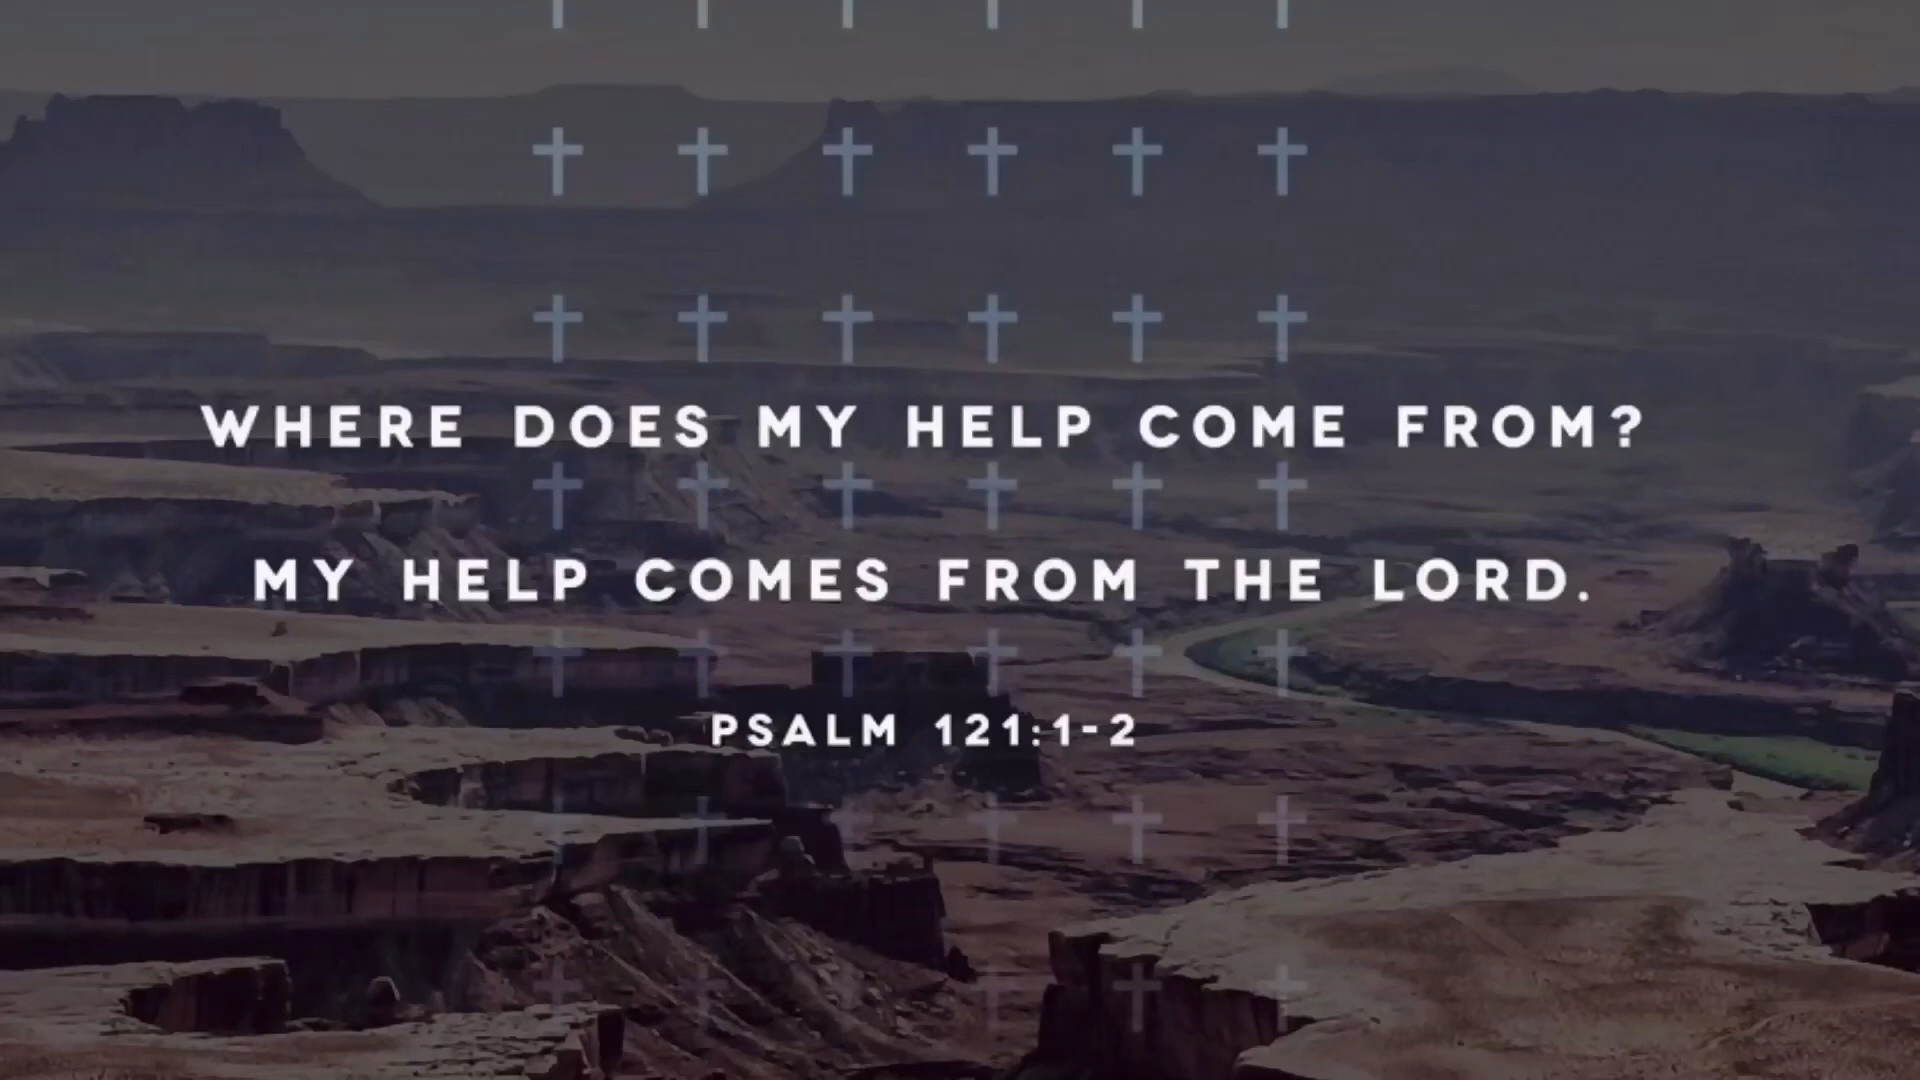 WHERE DOES MY HELP COME FROM?
MY HELP COMES FROM THE LORD.
PSALM 121:1-2